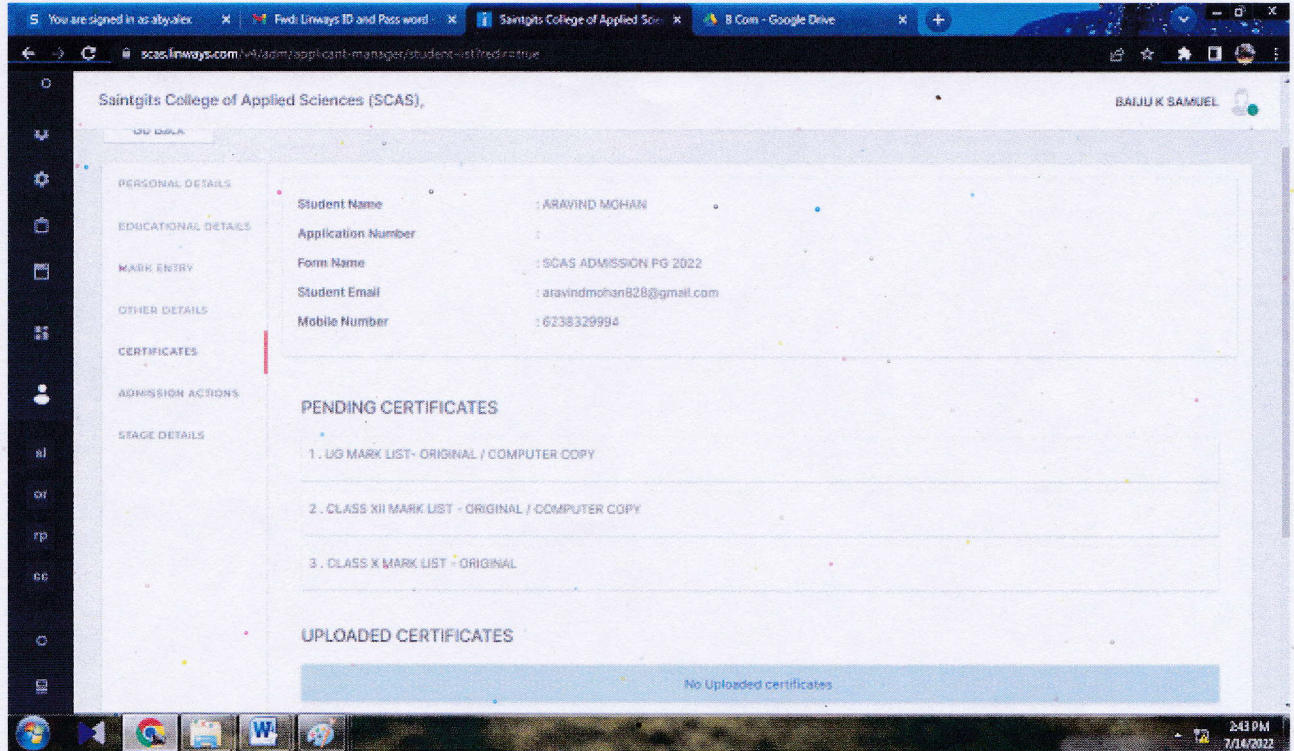 You are signed in as aby.alex
Fwd: Linways ID and Pass word -
Saintgits College of Applied Scie
B Com - Google Drive
scas.linways.com/v4/adm/applicant-manager/student-list?redir=true
Saintgits College of Applied Sciences (SCAS),
BAIJU K SAMUEL
GO BACK
PERSONAL DETAILS
EDUCATIONAL DETAILS
MARK ENTRY
OTHER DETAILS
CERTIFICATES
ADMISSION ACTIONS
STAGE DETAILS
al
or
rp
cc
Student Name : ARAVIND MOHAN
Application Number :
Form Name : SCAS ADMISSION PG 2022
Student Email : aravindmohan828@gmail.com
Mobile Number : 6238329994
PENDING CERTIFICATES
1 . UG MARK LIST- ORIGINAL / COMPUTER COPY
2 . CLASS XII MARK LIST - ORIGINAL / COMPUTER COPY
3 . CLASS X MARK LIST - ORIGINAL
UPLOADED CERTIFICATES
No Uploaded certificates
2:43 PM
7/14/2022